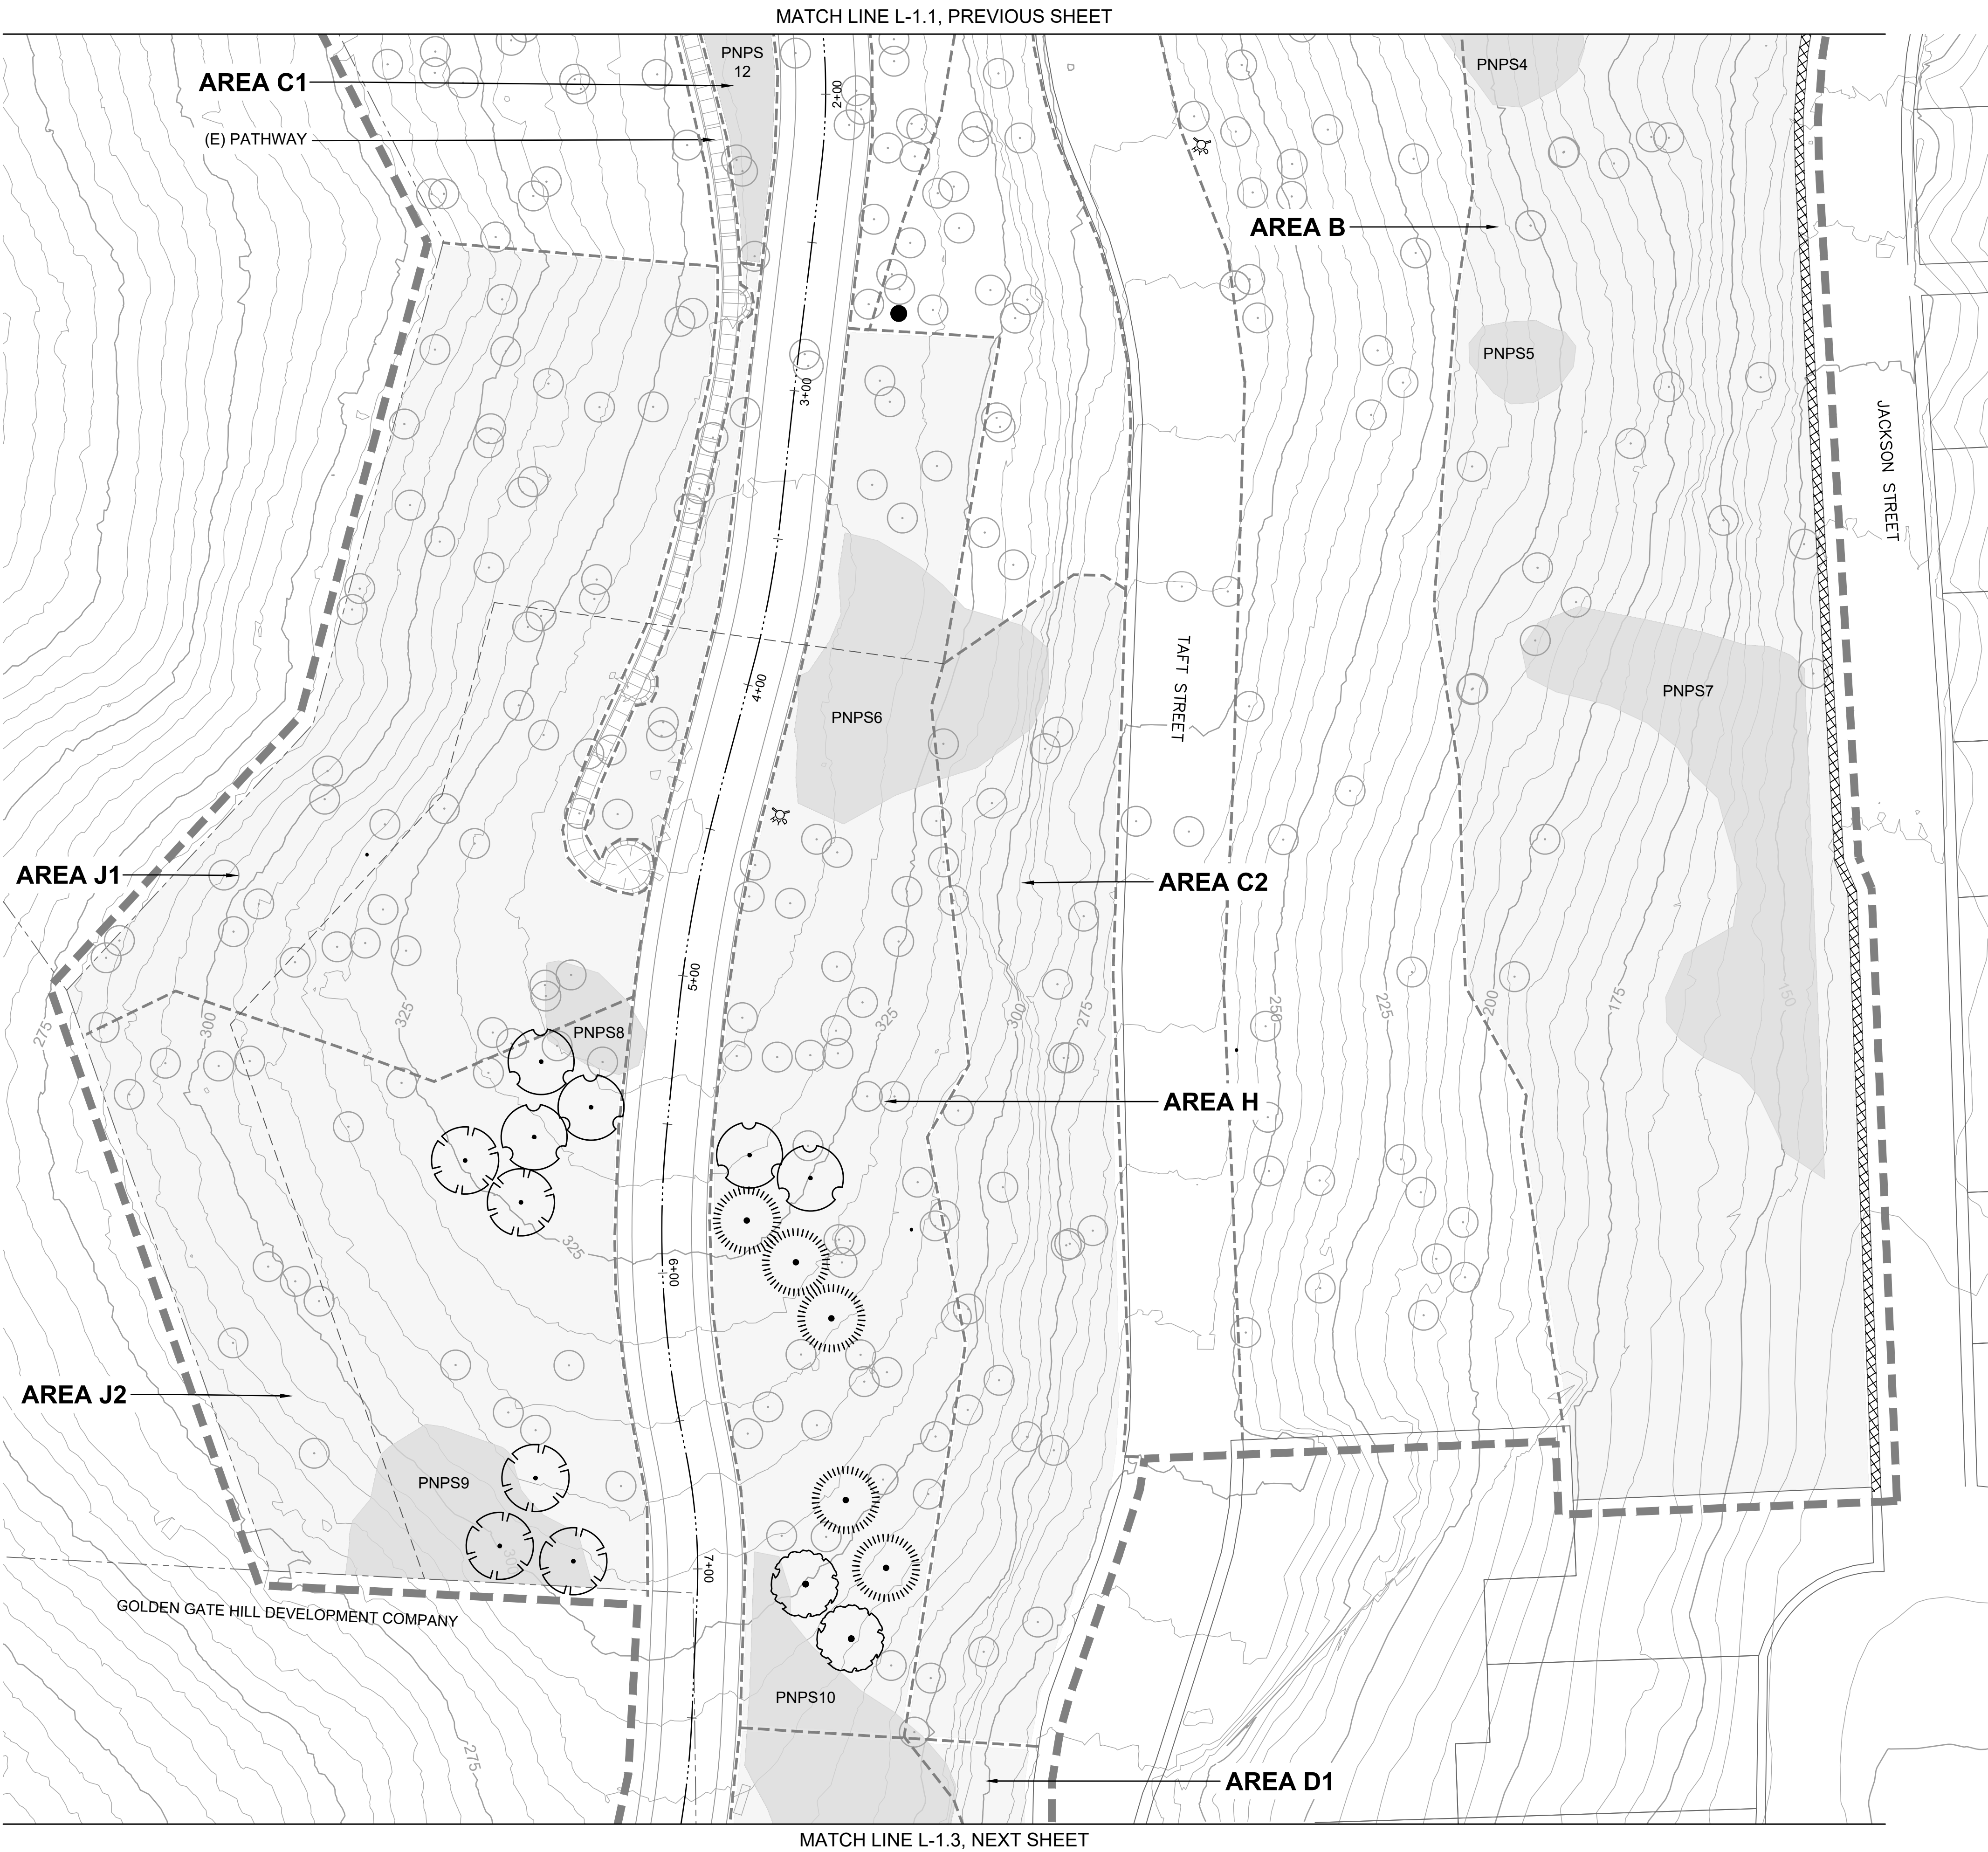 MATCH LINE L-1.1, PREVIOUS SHEET
PNPS
12
PNPS4
AREA C1
2+00
(E) PATHWAY
AREA B
PNPS5
3+00
JACKSON STREET
TAFT STREET
4+00
PNPS6
PNPS7
AREA J1
AREA C2
5+00
275
300
325
PNPS8
325
300
275
250
225
200
175
150
AREA H
325
6+00
AREA J2
PNPS9
7+00
GOLDEN GATE HILL DEVELOPMENT COMPANY
PNPS10
275
AREA D1
MATCH LINE L-1.3, NEXT SHEET